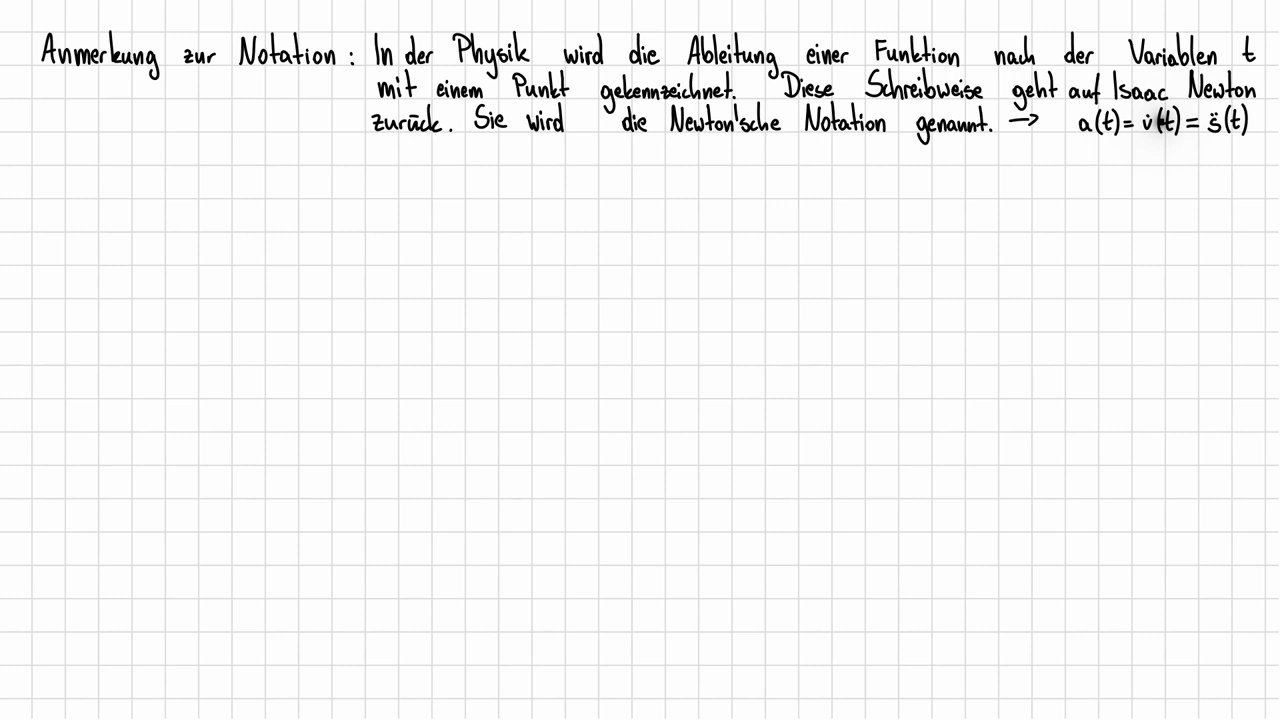 Anmerkung zur Notation: In der Physik wird die Ableitung einer Funktion nach der Variablen t
mit einem Punkt gekennzeichnet. Diese Schreibweise geht auf Isaac Newton
zurück. Sie wird die Newton'sche Notation genannt. → a(t) = v̇(t) = s̈(t)